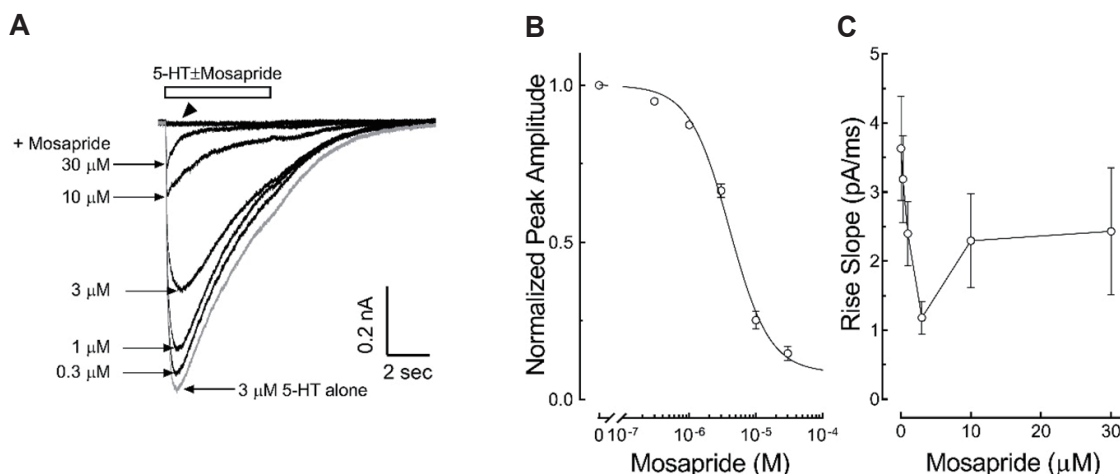 A
5-HT±Mosapride
+ Mosapride
30 μM
10 μM
3 μM
1 μM
0.3 μM
3 μM 5-HT alone
0.2 nA
2 sec
B
Normalized Peak Amplitude
1.0
0.5
0.0
0 10-7 10-6 10-5 10-4
Mosapride (M)
C
Rise Slope (pA/ms)
5
4
3
2
1
0
0 10 20 30
Mosapride (μM)